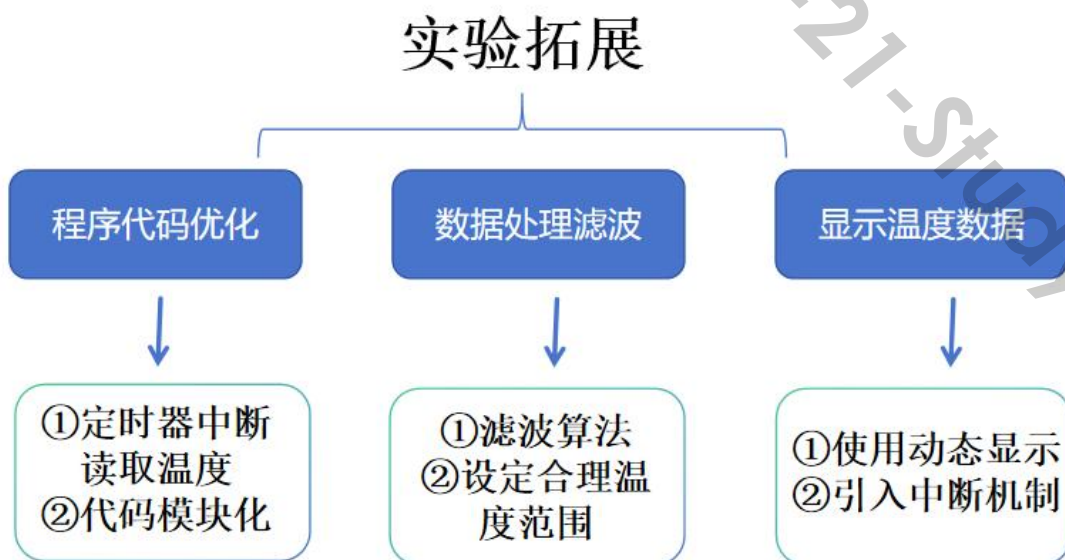 实验拓展
程序代码优化
数据处理滤波
显示温度数据
①定时器中断
读取温度
②代码模块化
①滤波算法
②设定合理温
度范围
①使用动态显示
②引入中断机制
21-Study